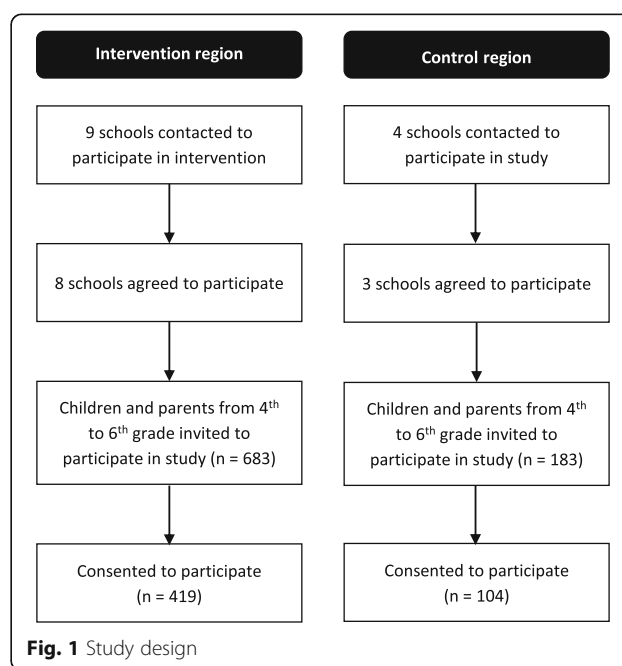 Intervention region
Control region
9 schools contacted to
participate in intervention
4 schools contacted to
participate in study
8 schools agreed to participate
3 schools agreed to participate
Children and parents from 4th
to 6th grade invited to
participate in study (n = 683)
Children and parents from 4th
to 6th grade invited to
participate in study (n = 183)
Consented to participate
(n = 419)
Consented to participate
(n = 104)
Fig. 1 Study design